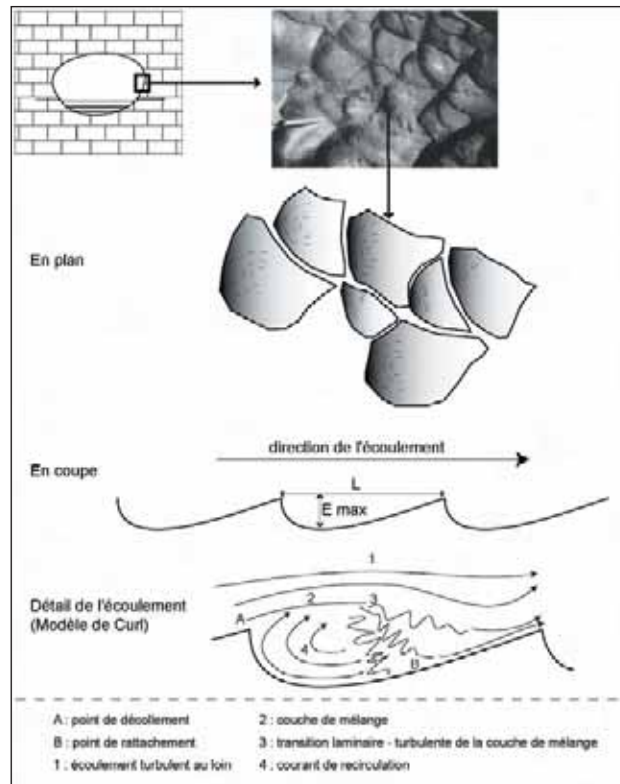 En plan
direction de l'écoulement
En coupe
L
E max
1
Détail de l'écoulement
(Modèle de Curl)
2
3
A
4
B
A : point de décollement
B : point de rattachement
1 : écoulement turbulent au loin
2 : couche de mélange
3 : transition laminaire - turbulente de la couche de mélange
4 : courant de recirculation